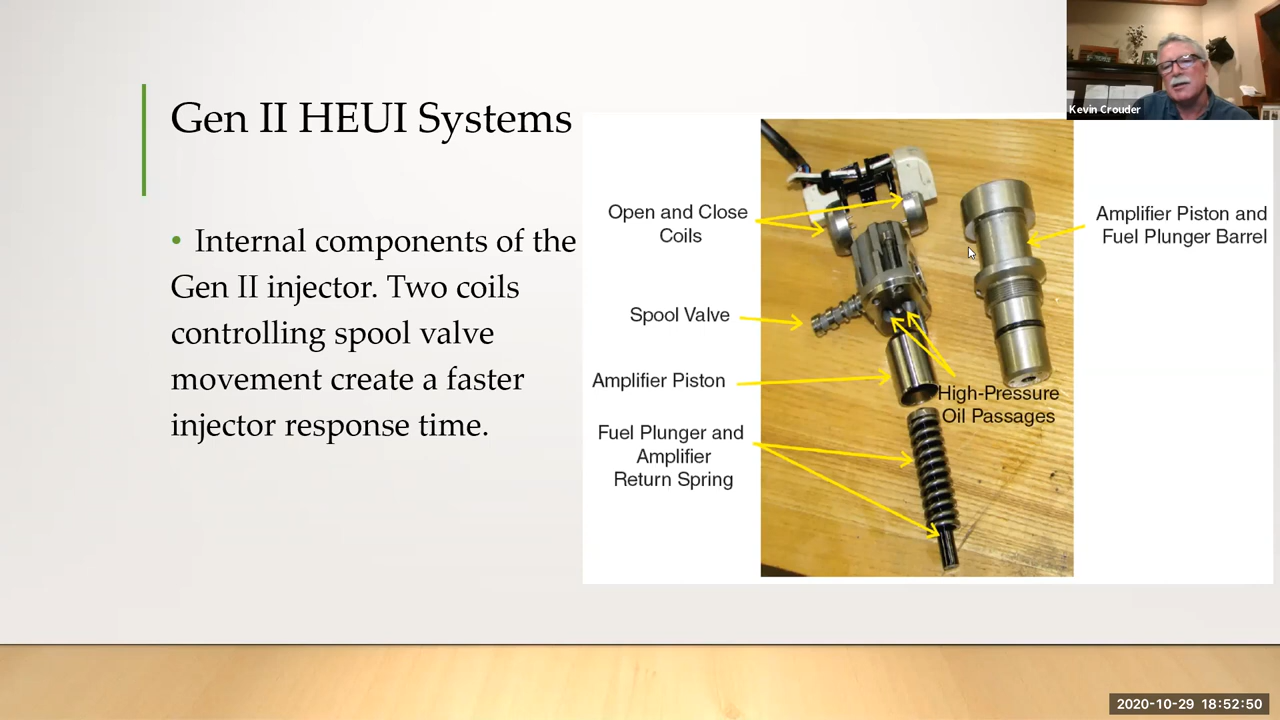 Gen II HEUI Systems
• Internal components of the
Gen II injector. Two coils
controlling spool valve
movement create a faster
injector response time.
Open and Close
Coils
Spool Valve
Amplifier Piston
Fuel Plunger and
Amplifier
Return Spring
High-Pressure
Oil Passages
Amplifier Piston and
Fuel Plunger Barrel
Kevin Crouder
2020-10-29 18:52:50